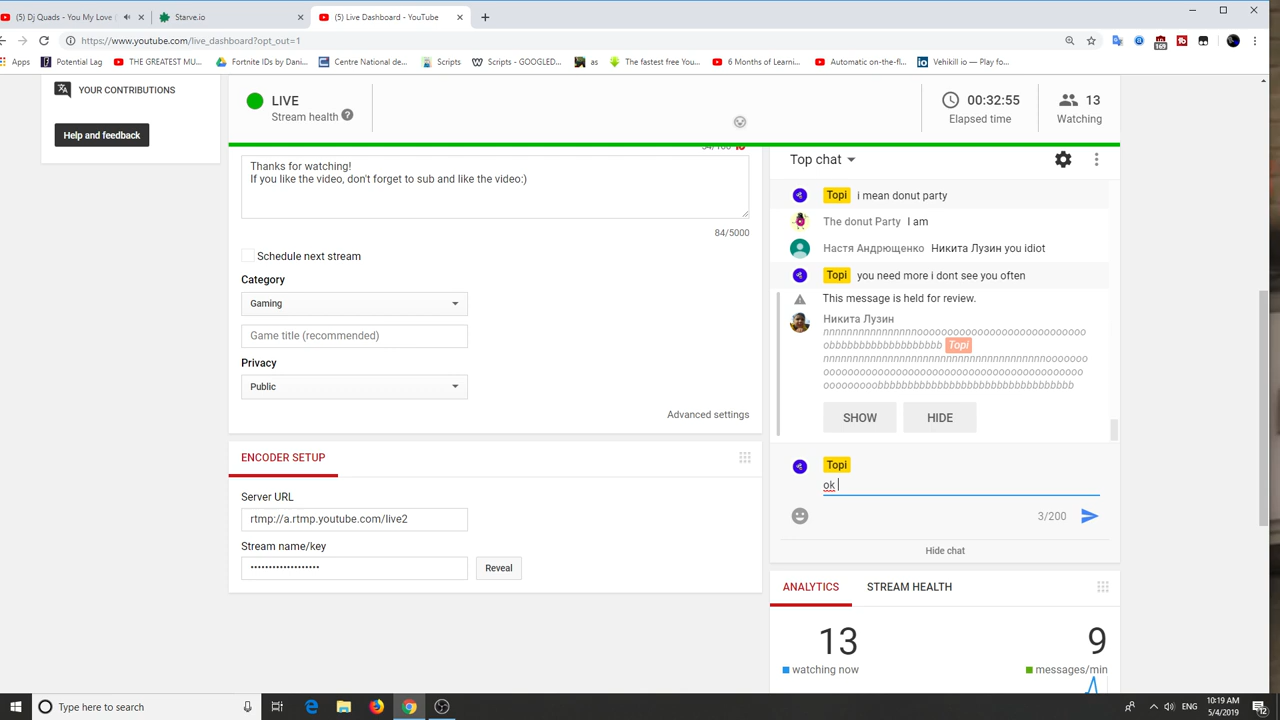 (5) Dj Quads - You My Love
Starve.io
(5) Live Dashboard - YouTube
https://www.youtube.com/live_dashboard?opt_out=1
169
Apps
Potential Lag
THE GREATEST MU...
Fortnite IDs by Dani...
Centre National de...
Scripts
Scripts - GOOGLED...
as
The fastest free You...
6 Months of Learni...
Automatic on-the-fl...
Vehikill io — Play fo...
YOUR CONTRIBUTIONS
Help and feedback
LIVE
Stream health ?
00:32:55
Elapsed time
13
Watching
Thanks for watching!
If you like the video, don't forget to sub and like the video:)
84/5000
Schedule next stream
Category
Gaming
Game title (recommended)
Privacy
Public
Advanced settings
ENCODER SETUP
Server URL
rtmp://a.rtmp.youtube.com/live2
Stream name/key
Reveal
Top chat
Topi i mean donut party
The donut Party I am
Настя Андрющенко Никита Лузин you idiot
Topi you need more i dont see you often
This message is held for review.
Никита Лузин
SHOW
HIDE
Topi
ok
3/200
Hide chat
ANALYTICS
STREAM HEALTH
13
watching now
9
messages/min
Type here to search
ENG
10:19 AM
5/4/2019
12